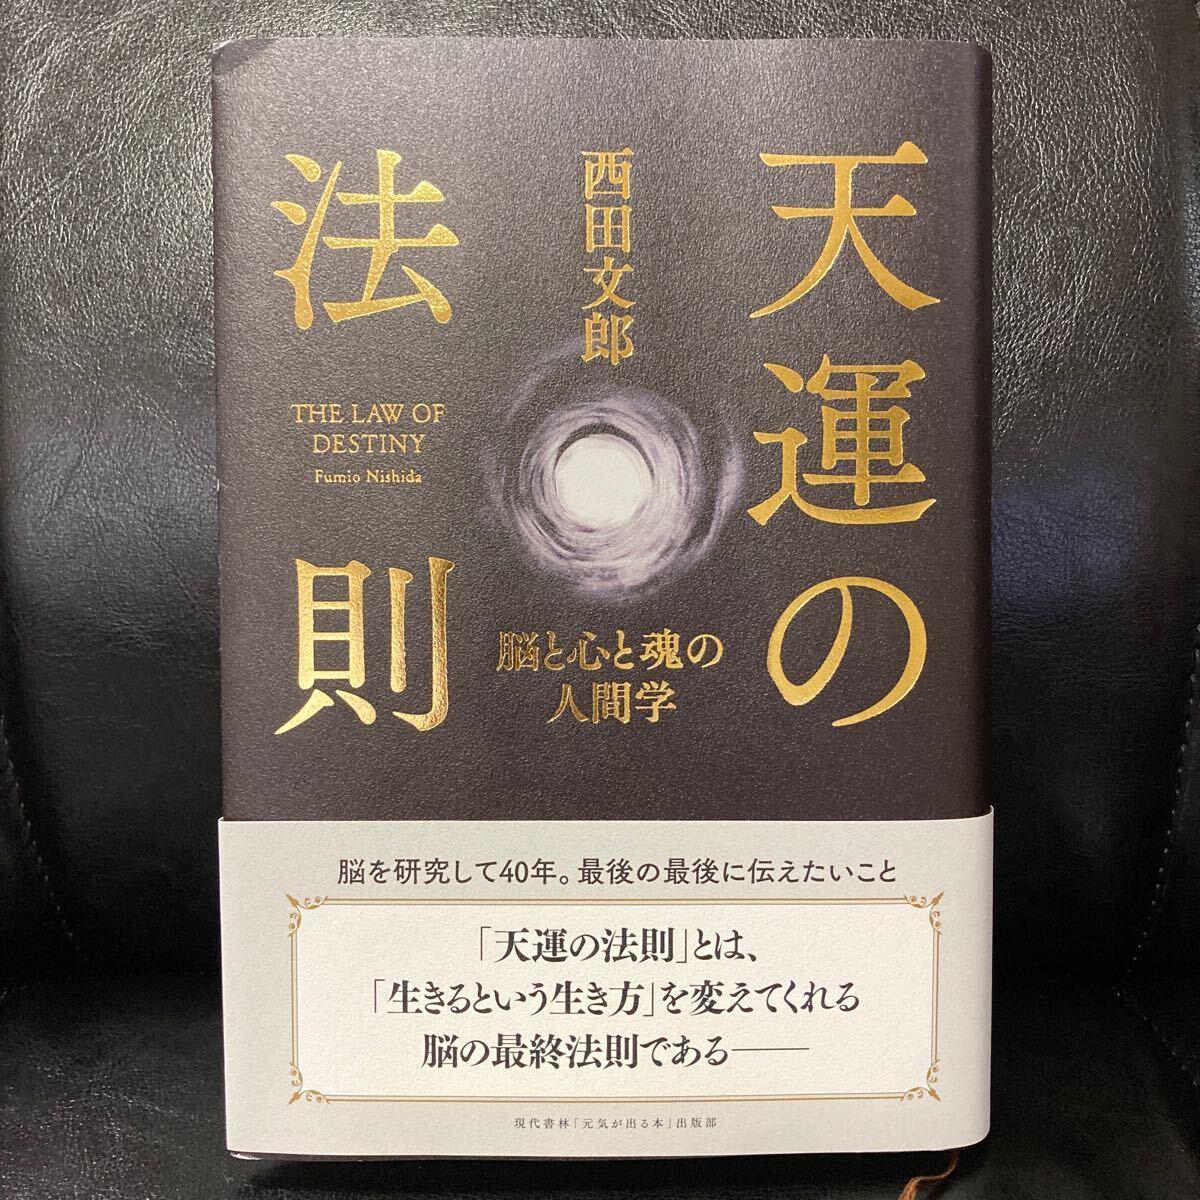 天運の
法則
西田文郎
THE LAW OF
DESTINY
Fumio Nishida
脳と心と魂の
人間学
脳を研究して40年。最後の最後に伝えたいこと
「天運の法則」とは、
「生きるという生き方」を変えてくれる
脳の最終法則である――
現代書林「元気が出る本」出版部